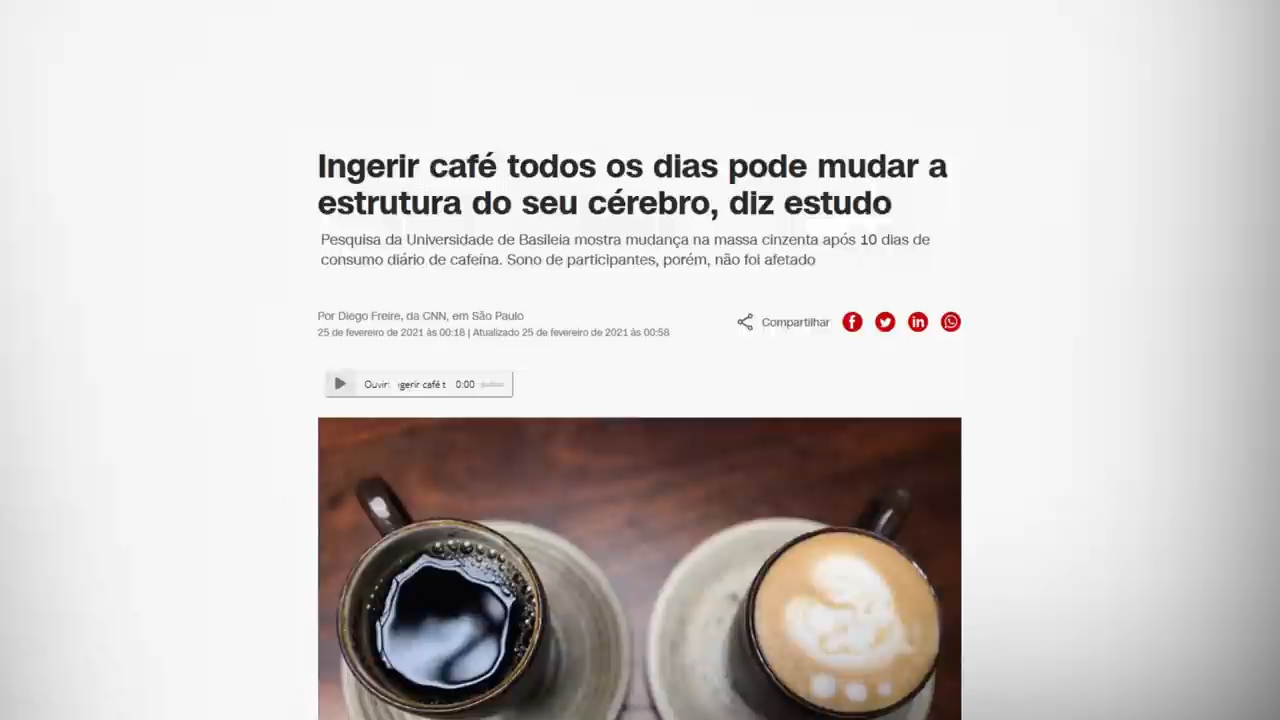 Ingerir café todos os dias pode mudar a
estrutura do seu cérebro, diz estudo
Pesquisa da Universidade de Basileia mostra mudança na massa cinzenta após 10 dias de
consumo diário de cafeína. Sono de participantes, porém, não foi afetado
Por Diego Freire, da CNN, em São Paulo
25 de fevereiro de 2021 às 00:18 | Atualizado 25 de fevereiro de 2021 às 00:58
Compartilhar
Ouvir: gerir café t 0:00